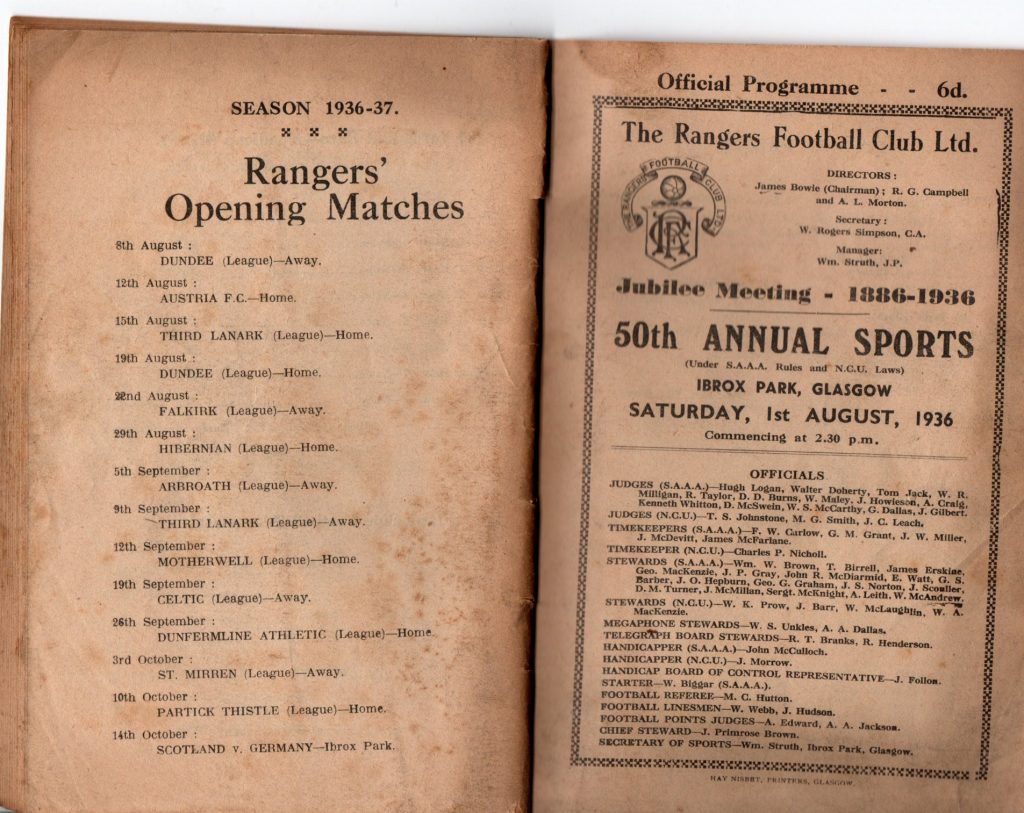 SEASON 1936-37.
Rangers'
Opening Matches
8th August :
DUNDEE (League)—Away.
12th August :
AUSTRIA F.C.—Home.
15th August :
THIRD LANARK (League)—Home.
19th August :
DUNDEE (League)—Home.
22nd August :
FALKIRK (League)—Away.
29th August :
HIBERNIAN (League)—Home.
5th September :
ARBROATH (League)—Away.
9th September :
THIRD LANARK (League)—Away.
12th September :
MOTHERWELL (League)—Home.
19th September :
CELTIC (League)—Away.
26th September :
DUNFERMLINE ATHLETIC (League)—Home.
3rd October :
ST. MIRREN (League)—Away.
10th October :
PARTICK THISTLE (League)—Home.
14th October :
SCOTLAND v. GERMANY—Ibrox Park.
Official Programme - - 6d.
The Rangers Football Club Ltd.
THE RANGERS FOOTBALL CLUB LTD
RFC
DIRECTORS :
James Bowie (Chairman) ; R. G. Campbell
and A. L. Morton.
Secretary :
W. Rogers Simpson, C.A.
Manager:
Wm. Struth, J.P.
Jubilee Meeting - 1886-1936
50th ANNUAL SPORTS
(Under S.A.A.A. Rules and N.C.U. Laws)
IBROX PARK, GLASGOW
SATURDAY, 1st AUGUST, 1936
Commencing at 2.30 p.m.
OFFICIALS
JUDGES (S.A.A.A.)—Hugh Logan, Walter Doherty, Tom Jack, W. R.
Milligan, R. Taylor, D. D. Burns, W. Maley, J. Howieson, A. Craig,
Kenneth Whitton, D. McSwein, W. S. McCarthy, G. Dallas, J. Gilbert.
JUDGES (N.C.U.)—T. S. Johnstone, M. G. Smith, J. C. Leach.
TIMEKEEPERS (S.A.A.A.)—F. W. Carlow, G. M. Grant, J. W. Miller,
J. McDevitt, James McFarlane.
TIMEKEEPER (N.C.U.)—Charles P. Nicholl.
STEWARDS (S.A.A.A.)—Wm. W. Brown, T. Birrell, James Erskine,
Geo. MacKenzie, J. P. Gray, John R. McDiarmid, E. Watt, G. S.
Barber, J. O. Hepburn, Geo. G. Graham, J. S. Norton, J. Scouller,
D. M. Turner, J. McMillan, Sergt. McKnight, A. Leith, W. McAndrew.
STEWARDS (N.C.U.)—W. K. Prow, J. Barr, W. McLaughlin, W. A.
MacKenzie.
MEGAPHONE STEWARDS—W. S. Unkles, A. A. Dallas.
TELEGRAPH BOARD STEWARDS—R. T. Branks, R. Henderson.
HANDICAPPER (S.A.A.A.)—John McCulloch.
HANDICAPPER (N.C.U.)—J. Morrow.
HANDICAP BOARD OF CONTROL REPRESENTATIVE—J. Follon.
STARTER—W. Biggar (S.A.A.A.).
FOOTBALL REFEREE—M. C. Hutton.
FOOTBALL LINESMEN—W. Webb, J. Hudson.
FOOTBALL POINTS JUDGES—A. Edward, A. A. Jackson.
CHIEF STEWARD—J. Primrose Brown.
SECRETARY OF SPORTS—Wm. Struth, Ibrox Park, Glasgow.
HAY NISBET, PRINTERS, GLASGOW.